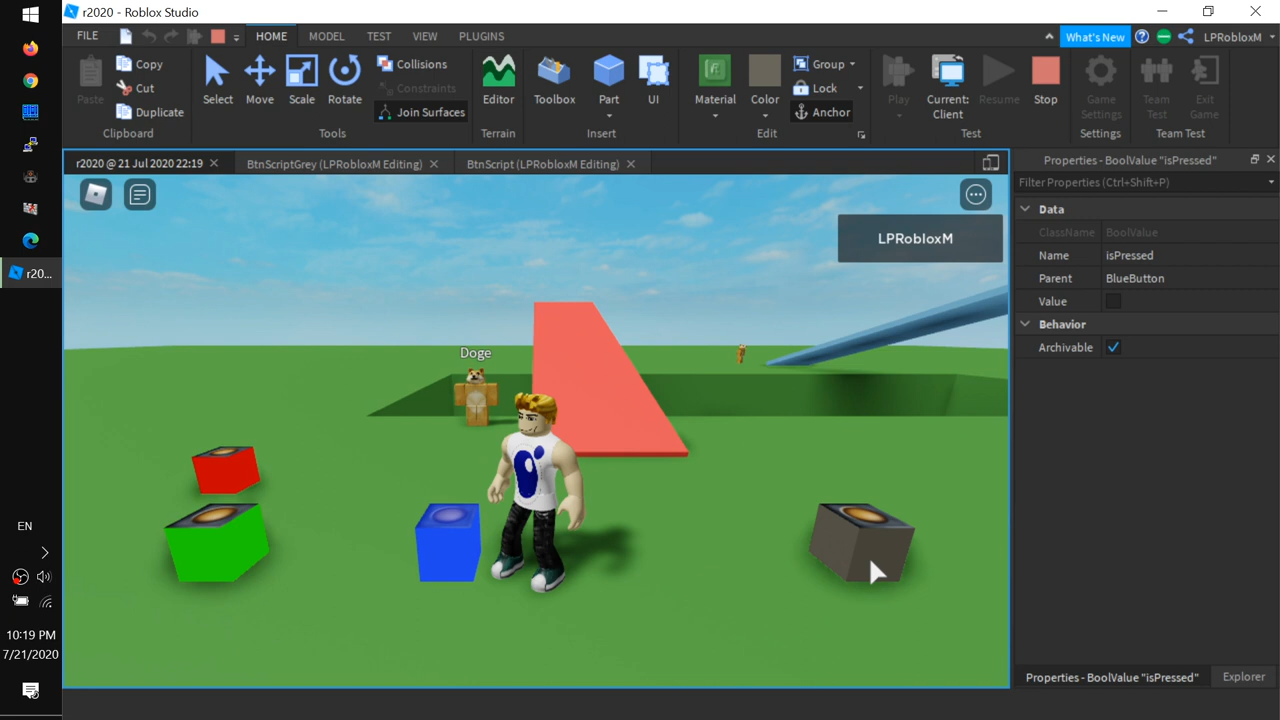 r2020 - Roblox Studio
FILE HOME MODEL TEST VIEW PLUGINS What's New LPRobloxM
Paste Copy Cut Duplicate
Clipboard
Select Move Scale Rotate Collisions Constraints Join Surfaces
Tools
Editor
Terrain
Toolbox Part UI
Insert
Material Color Group Lock Anchor
Edit
Play Current: Client Resume Stop
Test
Game Settings
Settings
Team Test Exit Game
Team Test
r2020 @ 21 Jul 2020 22:19 BtnScriptGrey (LPRobloxM Editing) BtnScript (LPRobloxM Editing)
LPRobloxM
Doge
Properties - BoolValue "isPressed"
Filter Properties (Ctrl+Shift+P)
Data
ClassName BoolValue
Name isPressed
Parent BlueButton
Value
Behavior
Archivable
Properties - BoolValue "isPressed" Explorer
r20...
EN
10:19 PM
7/21/2020